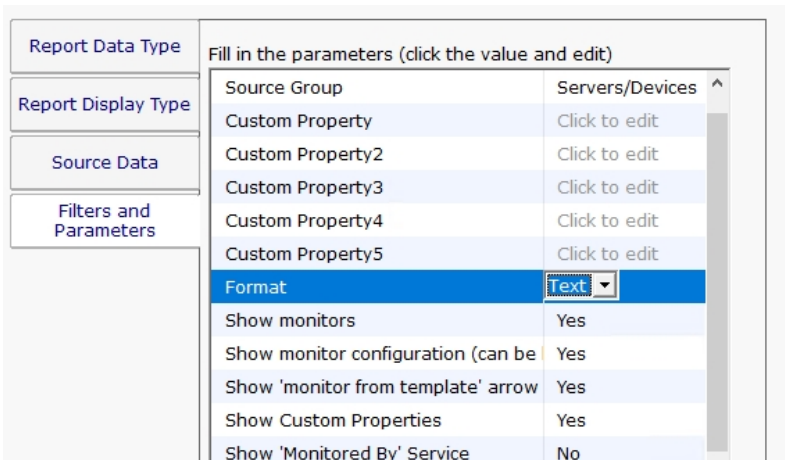 Report Data Type
Report Display Type
Source Data
Filters and
Parameters
Fill in the parameters (click the value and edit)
Source Group Servers/Devices
Custom Property Click to edit
Custom Property2 Click to edit
Custom Property3 Click to edit
Custom Property4 Click to edit
Custom Property5 Click to edit
Format Text
Show monitors Yes
Show monitor configuration (can be Yes
Show 'monitor from template' arrow Yes
Show Custom Properties Yes
Show 'Monitored By' Service No